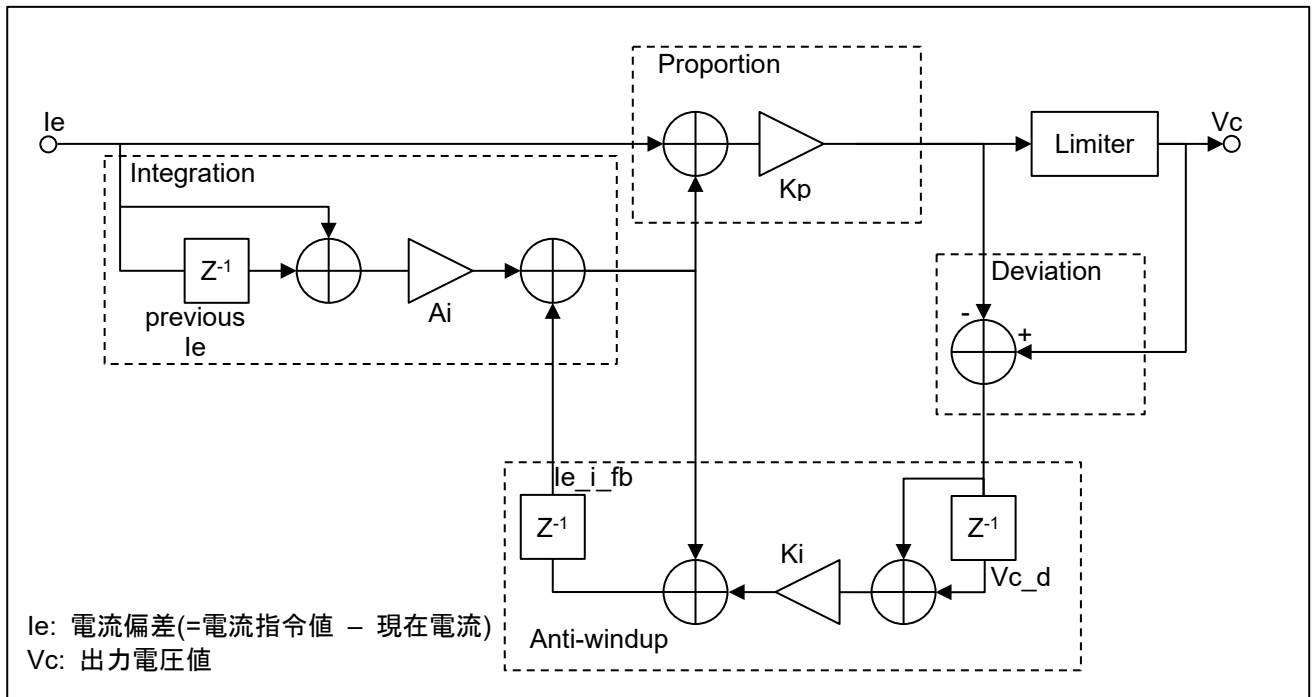 Proportion
Ie
Vc
Limiter
Integration
Kp
Z-1
previous
Ie
Ai
Deviation
-
+
Ie_i_fb
Z-1
Ki
Z-1
Vc_d
Anti-windup
Ie: 電流偏差(=電流指令値 – 現在電流)
Vc: 出力電圧値